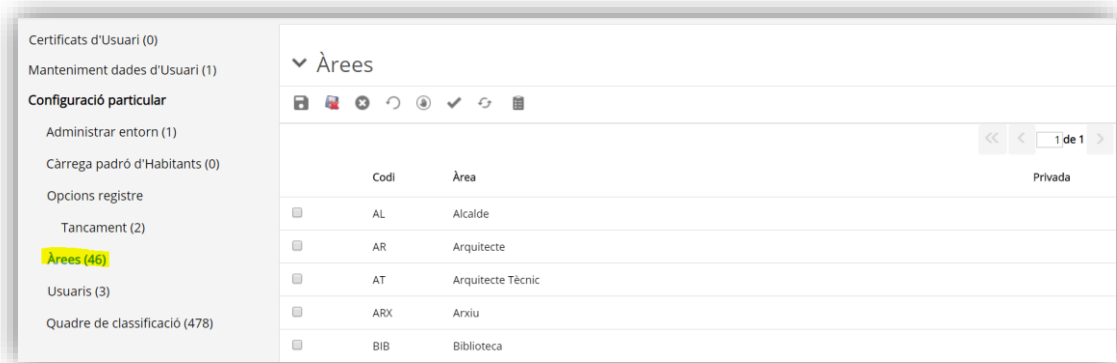 Certificats d'Usuari (0)
Manteniment dades d'Usuari (1)
Configuració particular
Administrar entorn (1)
Càrrega padró d'Habitants (0)
Opcions registre
Tancament (2)
Àrees (46)
Usuaris (3)
Quadre de classificació (478)
Àrees
1 de 1
Codi Àrea Privada
AL Alcalde
AR Arquitecte
AT Arquitecte Tècnic
ARX Arxiu
BIB Biblioteca